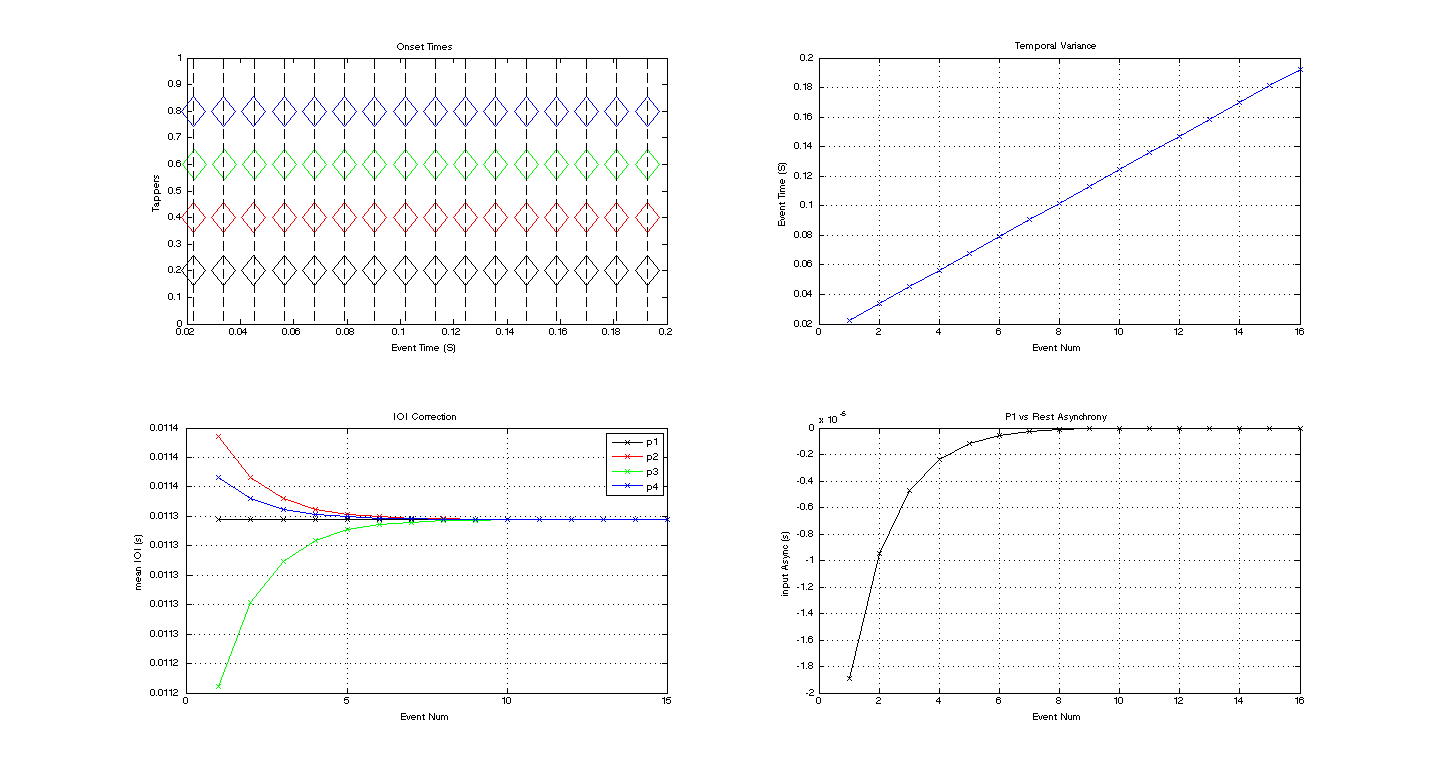 Onset Times
1
0.9
0.8
0.7
0.6
0.5
0.4
0.3
0.2
0.1
0
Tappers
0.02 0.04 0.06 0.08 0.1 0.12 0.14 0.16 0.18 0.2
Event Time (S)
Temporal Variance
0.2
0.18
0.16
0.14
0.12
0.1
0.08
0.06
0.04
0.02
Event Time (S)
0 2 4 6 8 10 12 14 16
Event Num
IOI Correction
0.0114
0.0114
0.0114
0.0113
0.0113
0.0113
0.0113
0.0113
0.0112
0.0112
mean IOI (s)
p1
p2
p3
p4
0 5 10 15
Event Num
P1 vs Rest Asynchrony
0
-0.2
-0.4
-0.6
-0.8
-1
-1.2
-1.4
-1.6
-1.8
-2
input Async (s)
0 2 4 6 8 10 12 14 16
Event Num